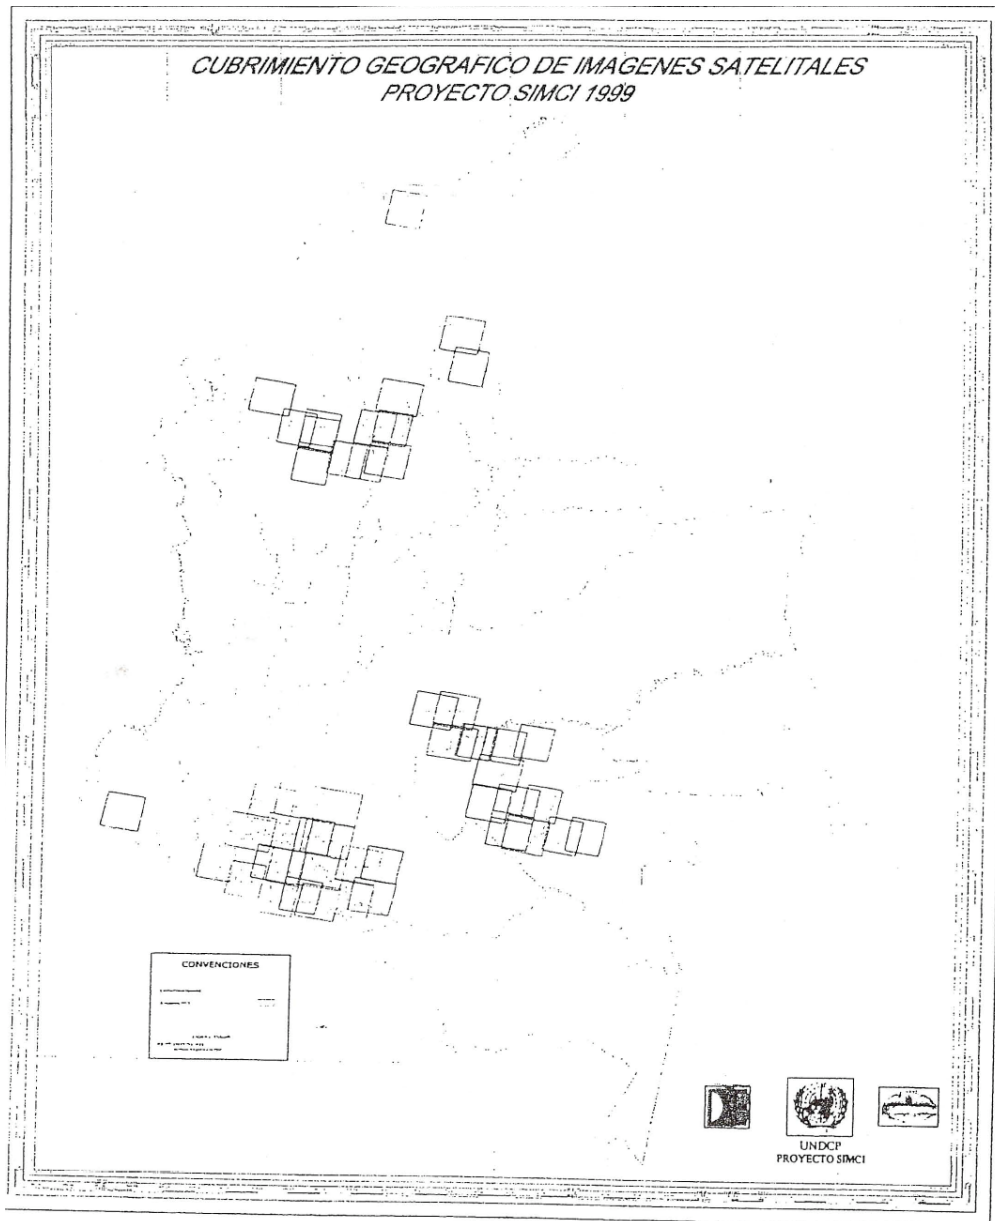 CUBRIMIENTO GEOGRAFICO DE IMAGENES SATELITALES
PROYECTO SIMCI 1999
CONVENCIONES
UNDCP
PROYECTO SIMCI